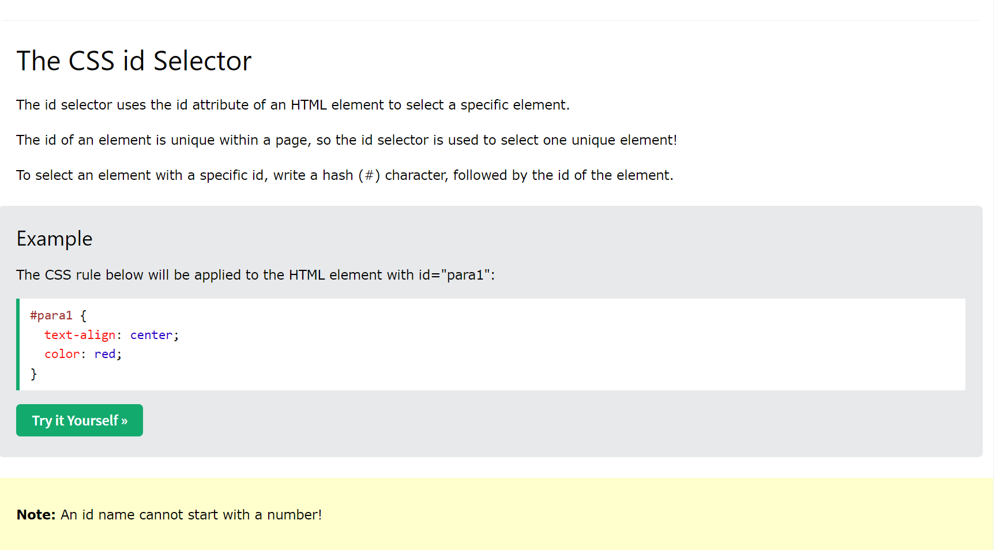 The CSS id Selector
The id selector uses the id attribute of an HTML element to select a specific element.
The id of an element is unique within a page, so the id selector is used to select one unique element!
To select an element with a specific id, write a hash (#) character, followed by the id of the element.
Example
The CSS rule below will be applied to the HTML element with id="para1":
#para1 {
  text-align: center;
  color: red;
}
Try it Yourself »
Note: An id name cannot start with a number!